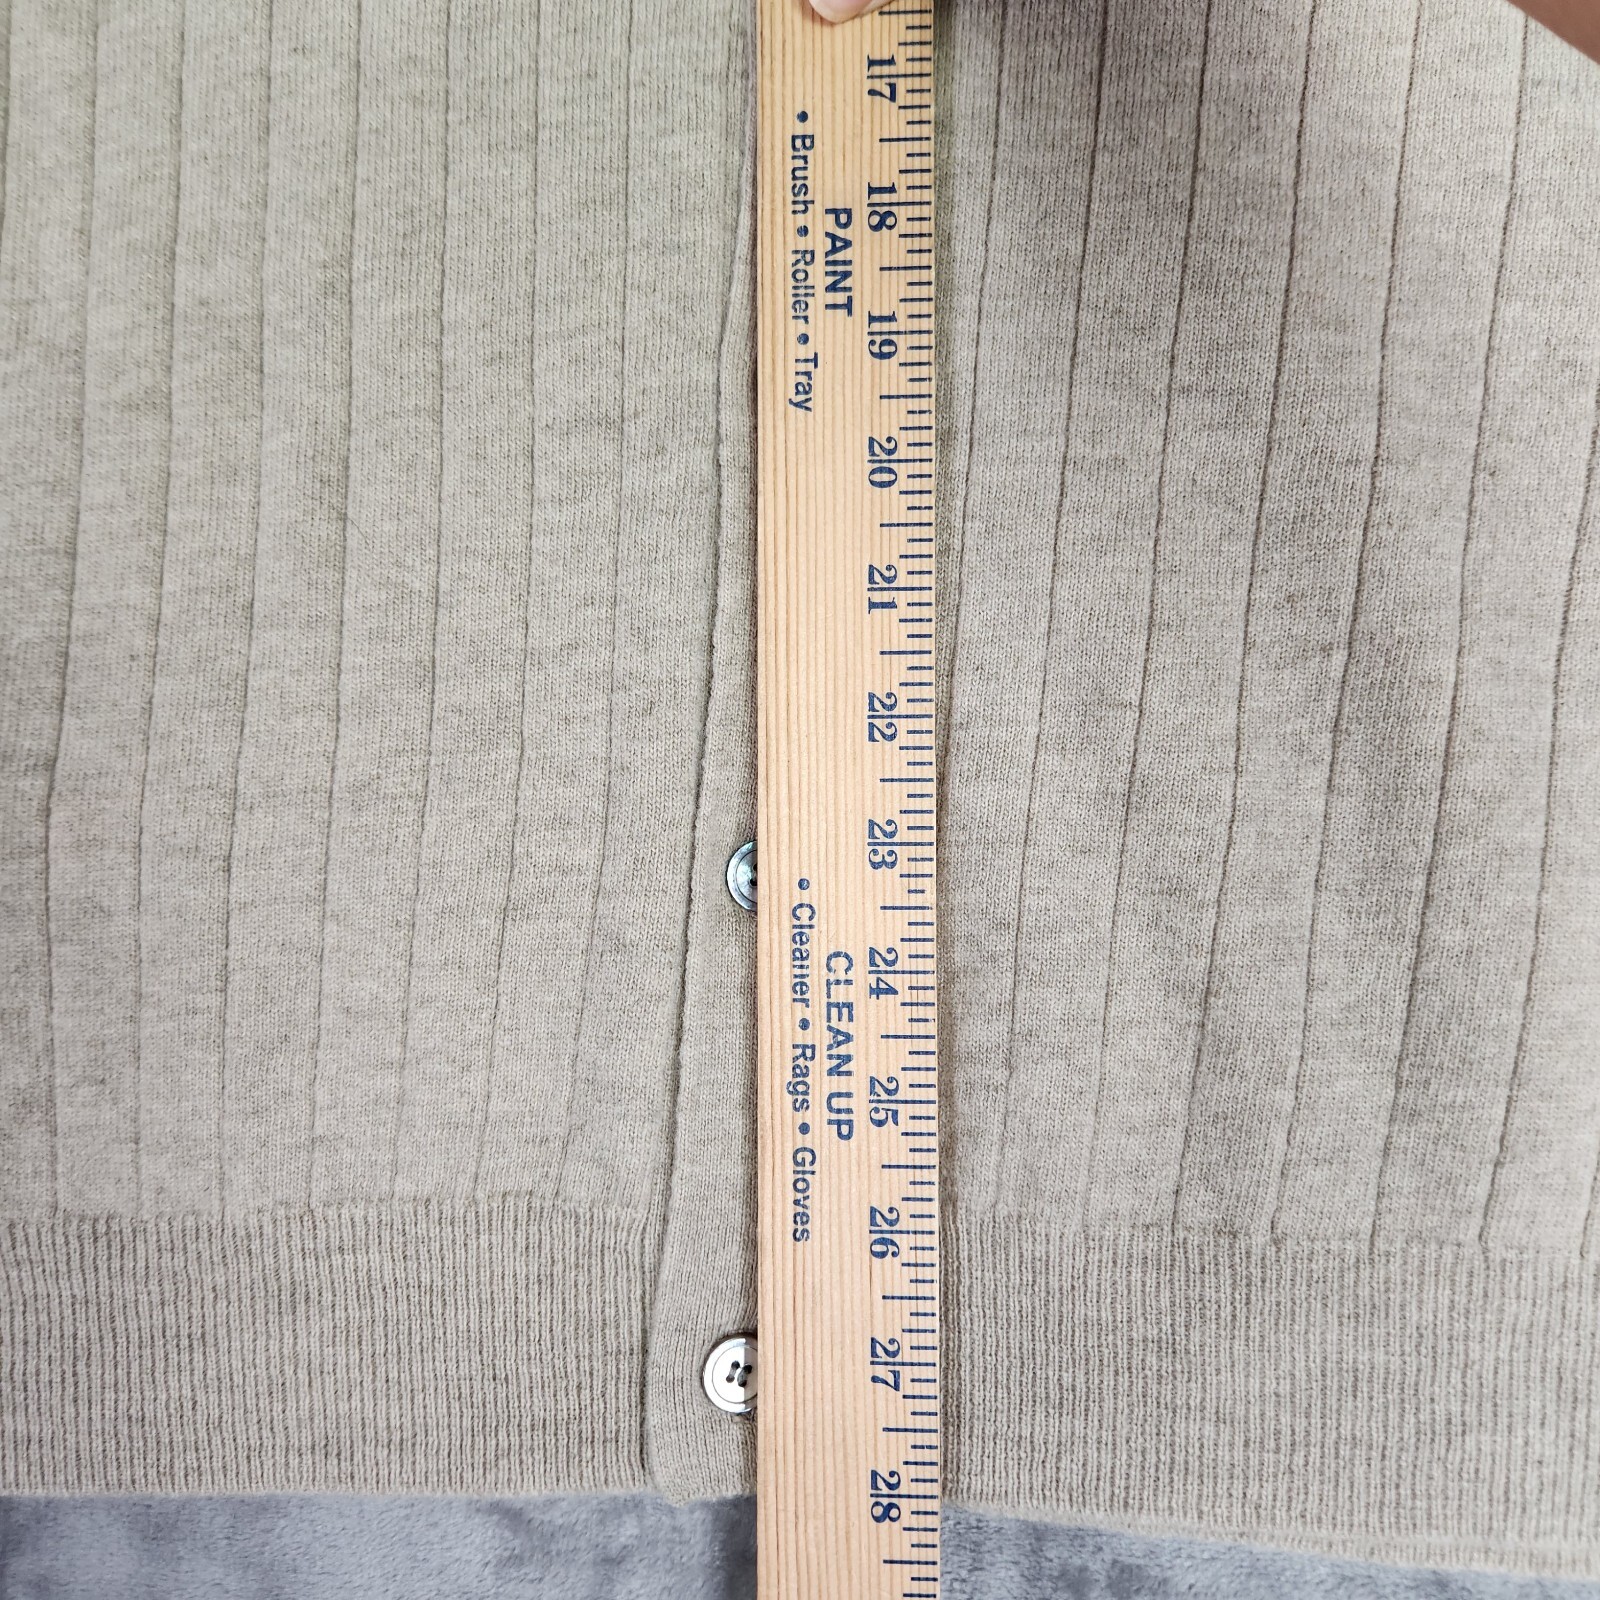 17 18 19 20 21 22 23 24 25 26 27 28
PAINT
• Brush • Roller • Tray
CLEAN UP
• Cleaner • Rags • Gloves